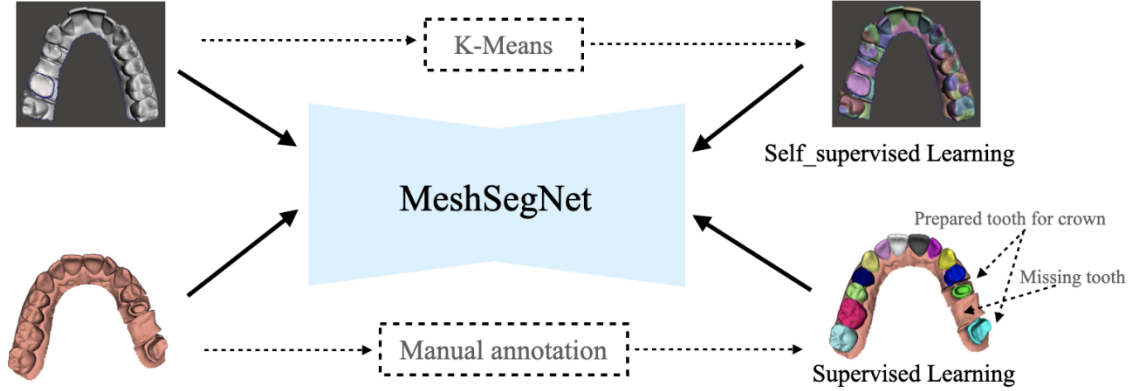 K-Means
Self_supervised Learning
MeshSegNet
Prepared tooth for crown
Missing tooth
Manual annotation
Supervised Learning